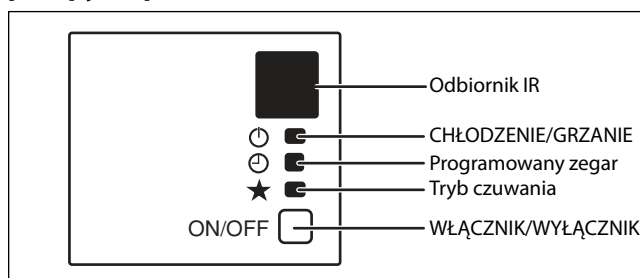 Odbiornik IR
CHŁODZENIE/GRZANIE
Programowany zegar
Tryb czuwania
ON/OFF WŁĄCZNIK/WYŁĄCZNIK